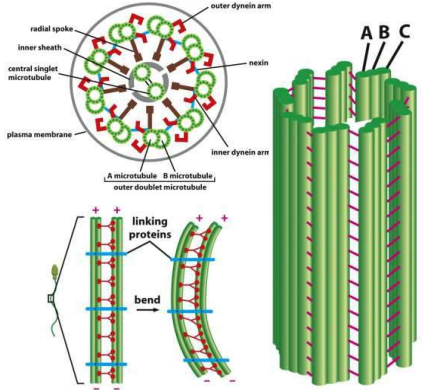 outer dynein arm
radial spoke
inner sheath
central singlet
microtubule
nexin
plasma membrane
inner dynein arm
A microtubule B microtubule
outer doublet microtubule
A B C
+ + + +
linking
proteins
bend
– – – –